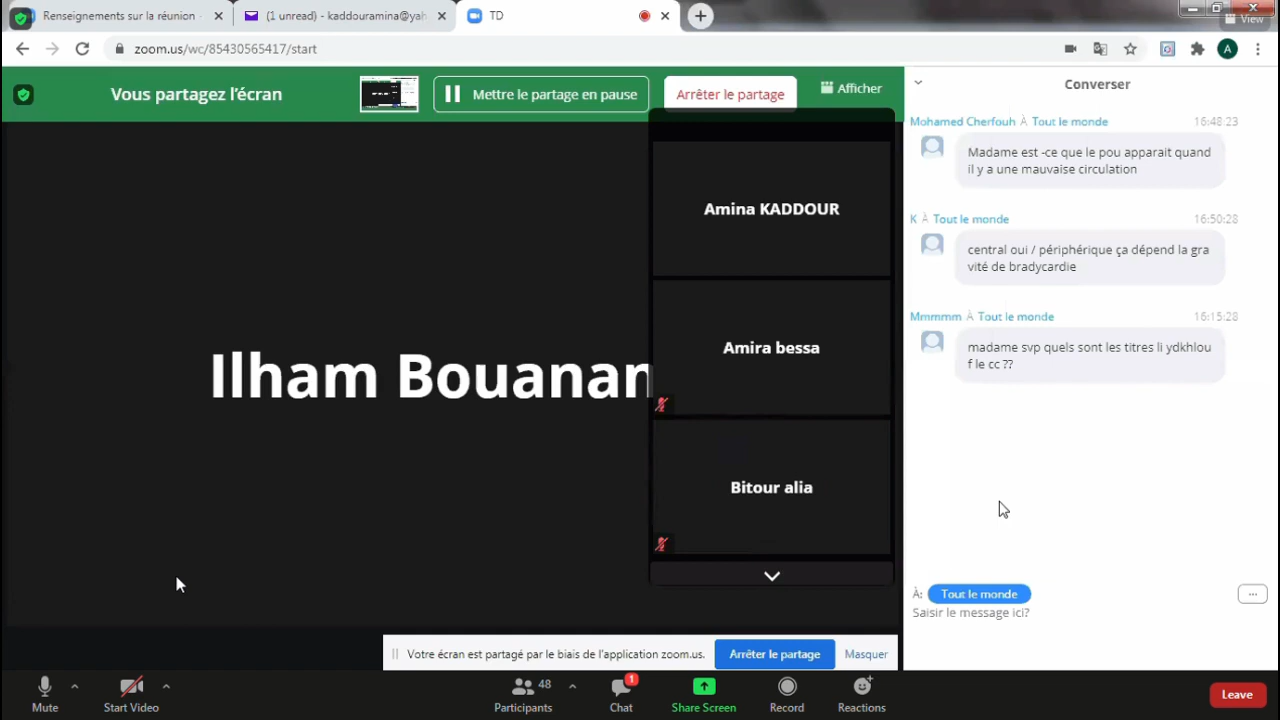 Renseignements sur la réunion -
(1 unread) - kaddouramina@yah
TD
View
zoom.us/wc/85430565417/start
A
Vous partagez l'écran
Mettre le partage en pause
Arrêter le partage
Afficher
Converser
Mohamed Cherfouh À Tout le monde 16:48:23
Madame est -ce que le pou apparait quand
il y a une mauvaise circulation
K À Tout le monde 16:50:28
central oui / périphérique ça dépend la gra
vité de bradycardie
Mmmmm À Tout le monde 16:15:28
madame svp quels sont les titres li ydkhlou
f le cc ??
Amina KADDOUR
Amira bessa
Bitour alia
Ilham Bouanan
À: Tout le monde
...
Saisir le message ici?
Votre écran est partagé par le biais de l'application zoom.us.
Arrêter le partage
Masquer
Mute
Start Video
48
Participants
1
Chat
Share Screen
Record
Reactions
Leave